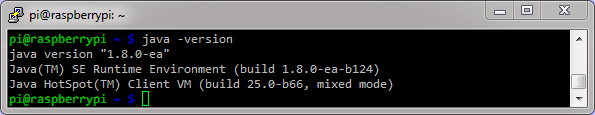 pi@raspberrypi: ~
pi@raspberrypi ~ $ java -version
java version "1.8.0-ea"
Java(TM) SE Runtime Environment (build 1.8.0-ea-b124)
Java HotSpot(TM) Client VM (build 25.0-b66, mixed mode)
pi@raspberrypi ~ $